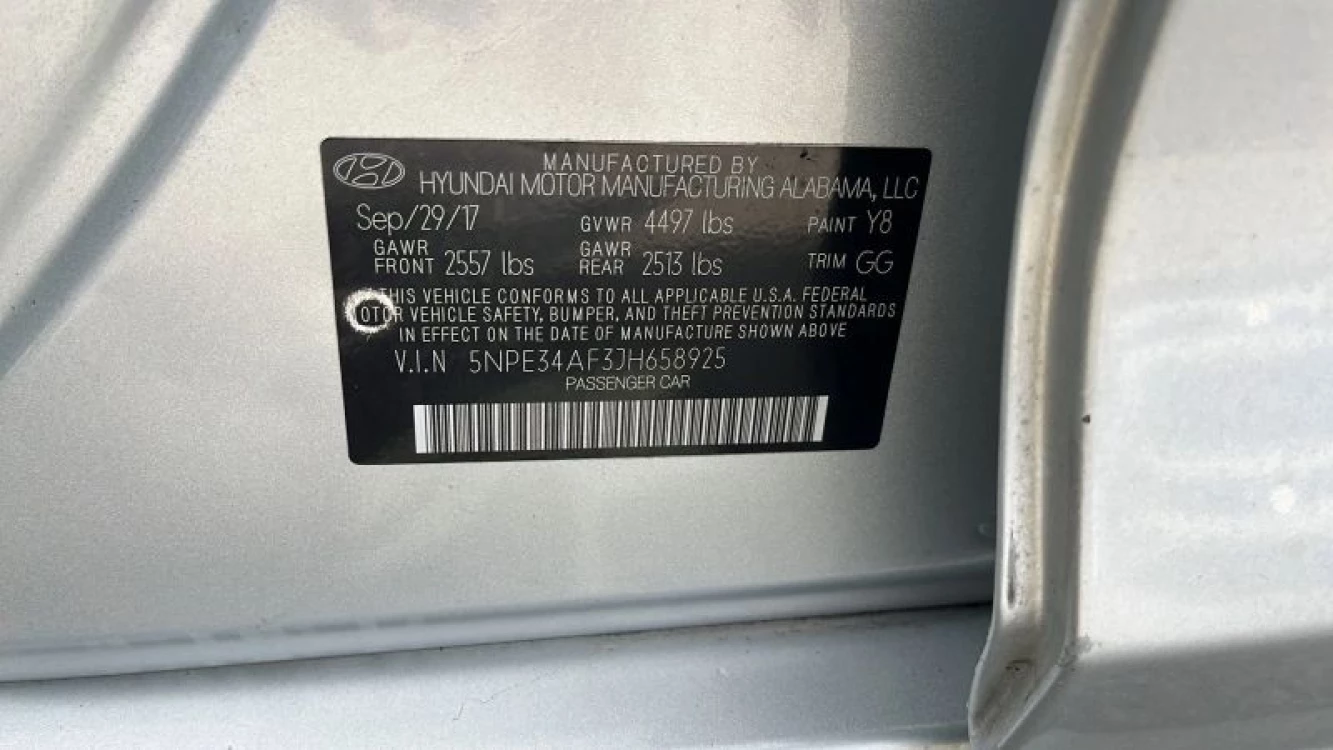 MANUFACTURED BY
HYUNDAI MOTOR MANUFACTURING ALABAMA, LLC
Sep/29/17 GVWR 4497 lbs PAINT Y8
GAWR FRONT 2557 lbs GAWR REAR 2513 lbs TRIM GG
THIS VEHICLE CONFORMS TO ALL APPLICABLE U.S.A. FEDERAL
MOTOR VEHICLE SAFETY, BUMPER, AND THEFT PREVENTION STANDARDS
IN EFFECT ON THE DATE OF MANUFACTURE SHOWN ABOVE
V.I.N 5NPE34AF3JH658925
PASSENGER CAR